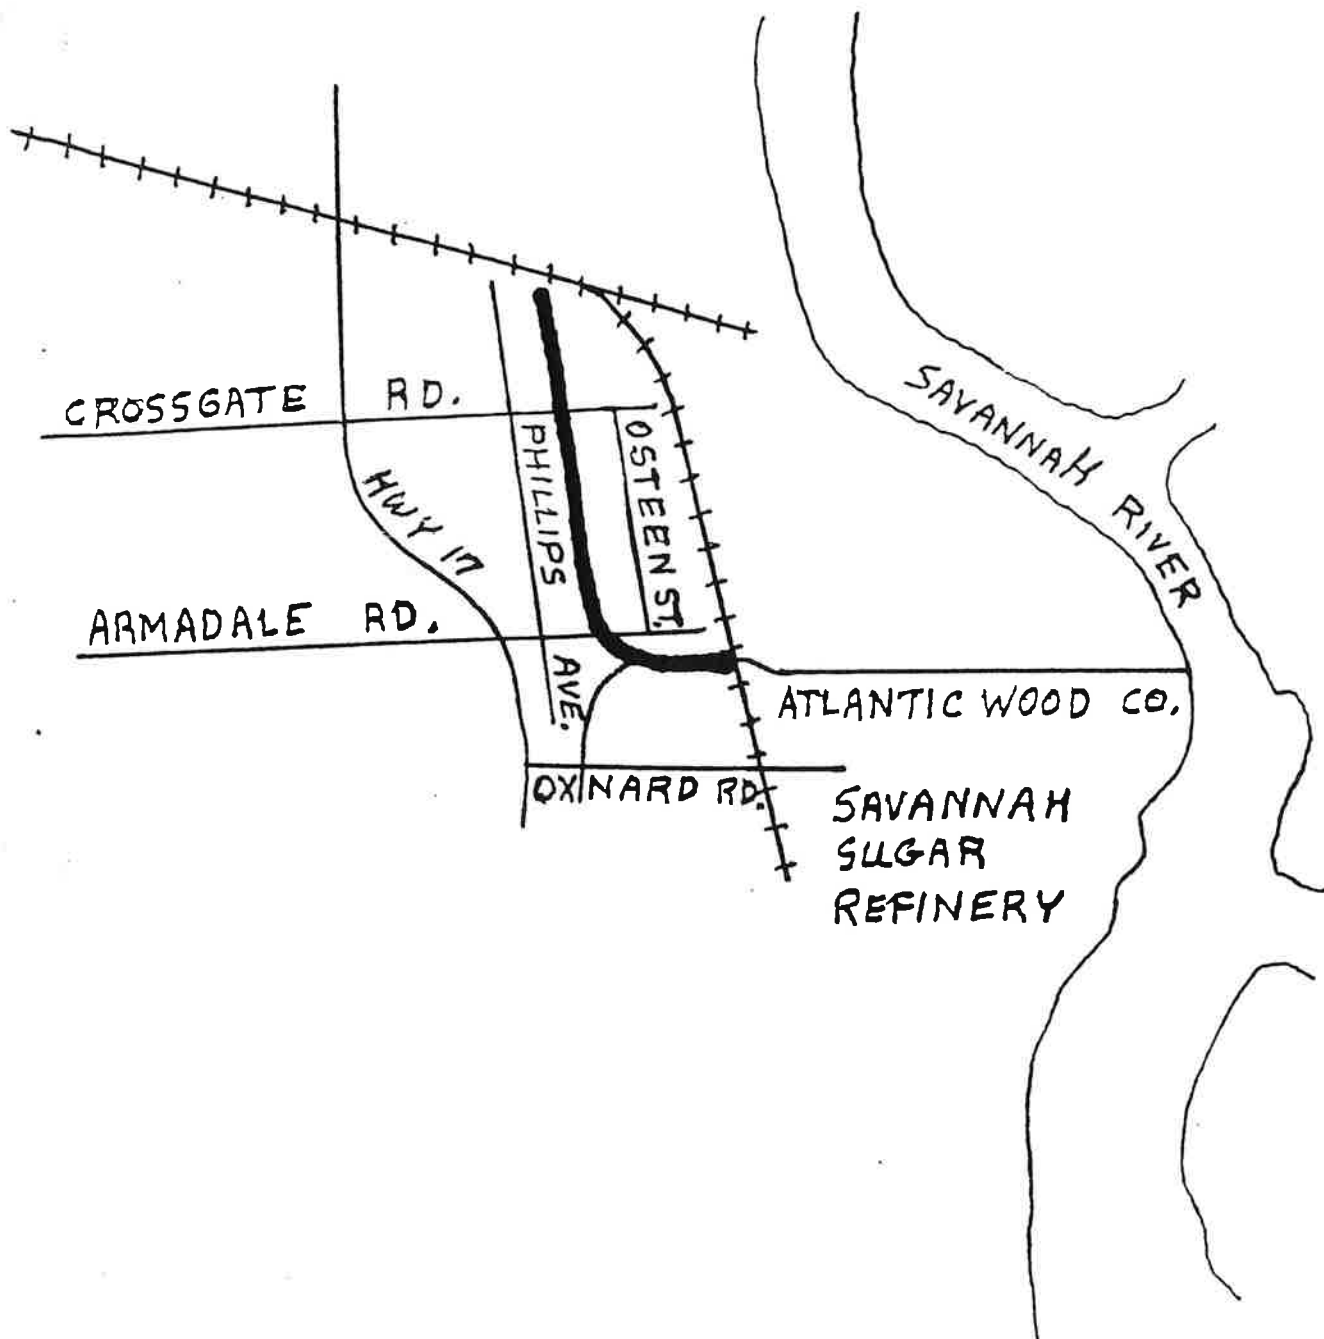 CROSSGATE RD.
SAVANNAH RIVER
PHILLIPS AVE.
OSTEEN ST.
HWY 17
ARMADALE RD.
ATLANTIC WOOD CO.
OXNARD RD.
SAVANNAH
SUGAR
REFINERY